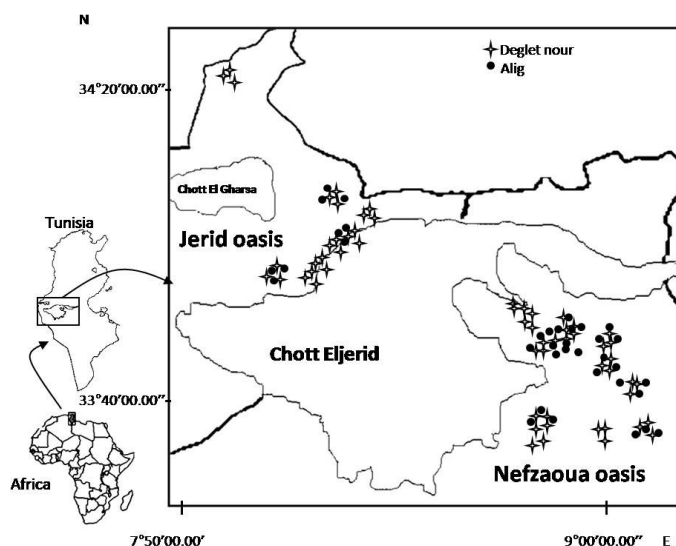 N
Deglet nour
Alig
34°20'00.00"
Chott El Gharsa
Tunisia
Jerid oasis
Chott Eljerid
33°40'00.00"
Africa
Nefzaoua oasis
7°50'00.00' 9°00'00.00" E